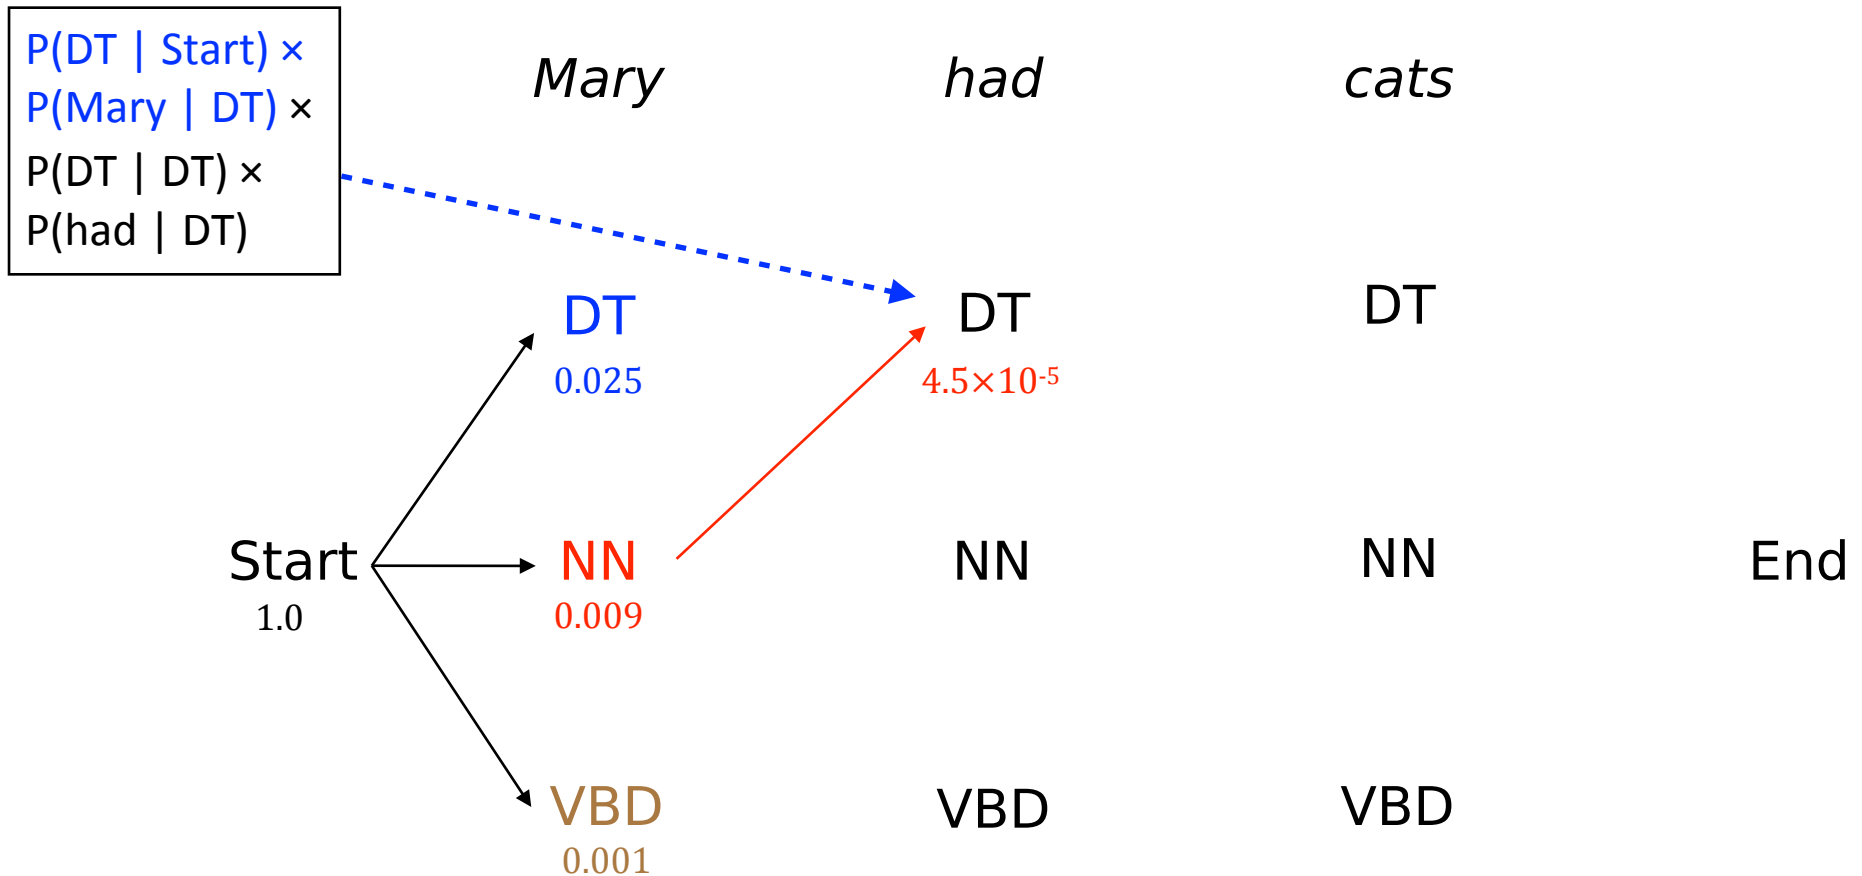 P(DT | Start) ×
P(Mary | DT) ×
P(DT | DT) ×
P(had | DT)
Mary had cats
DT DT DT
0.025 4.5×10⁻⁵
Start NN NN NN End
1.0 0.009
VBD VBD VBD
0.001